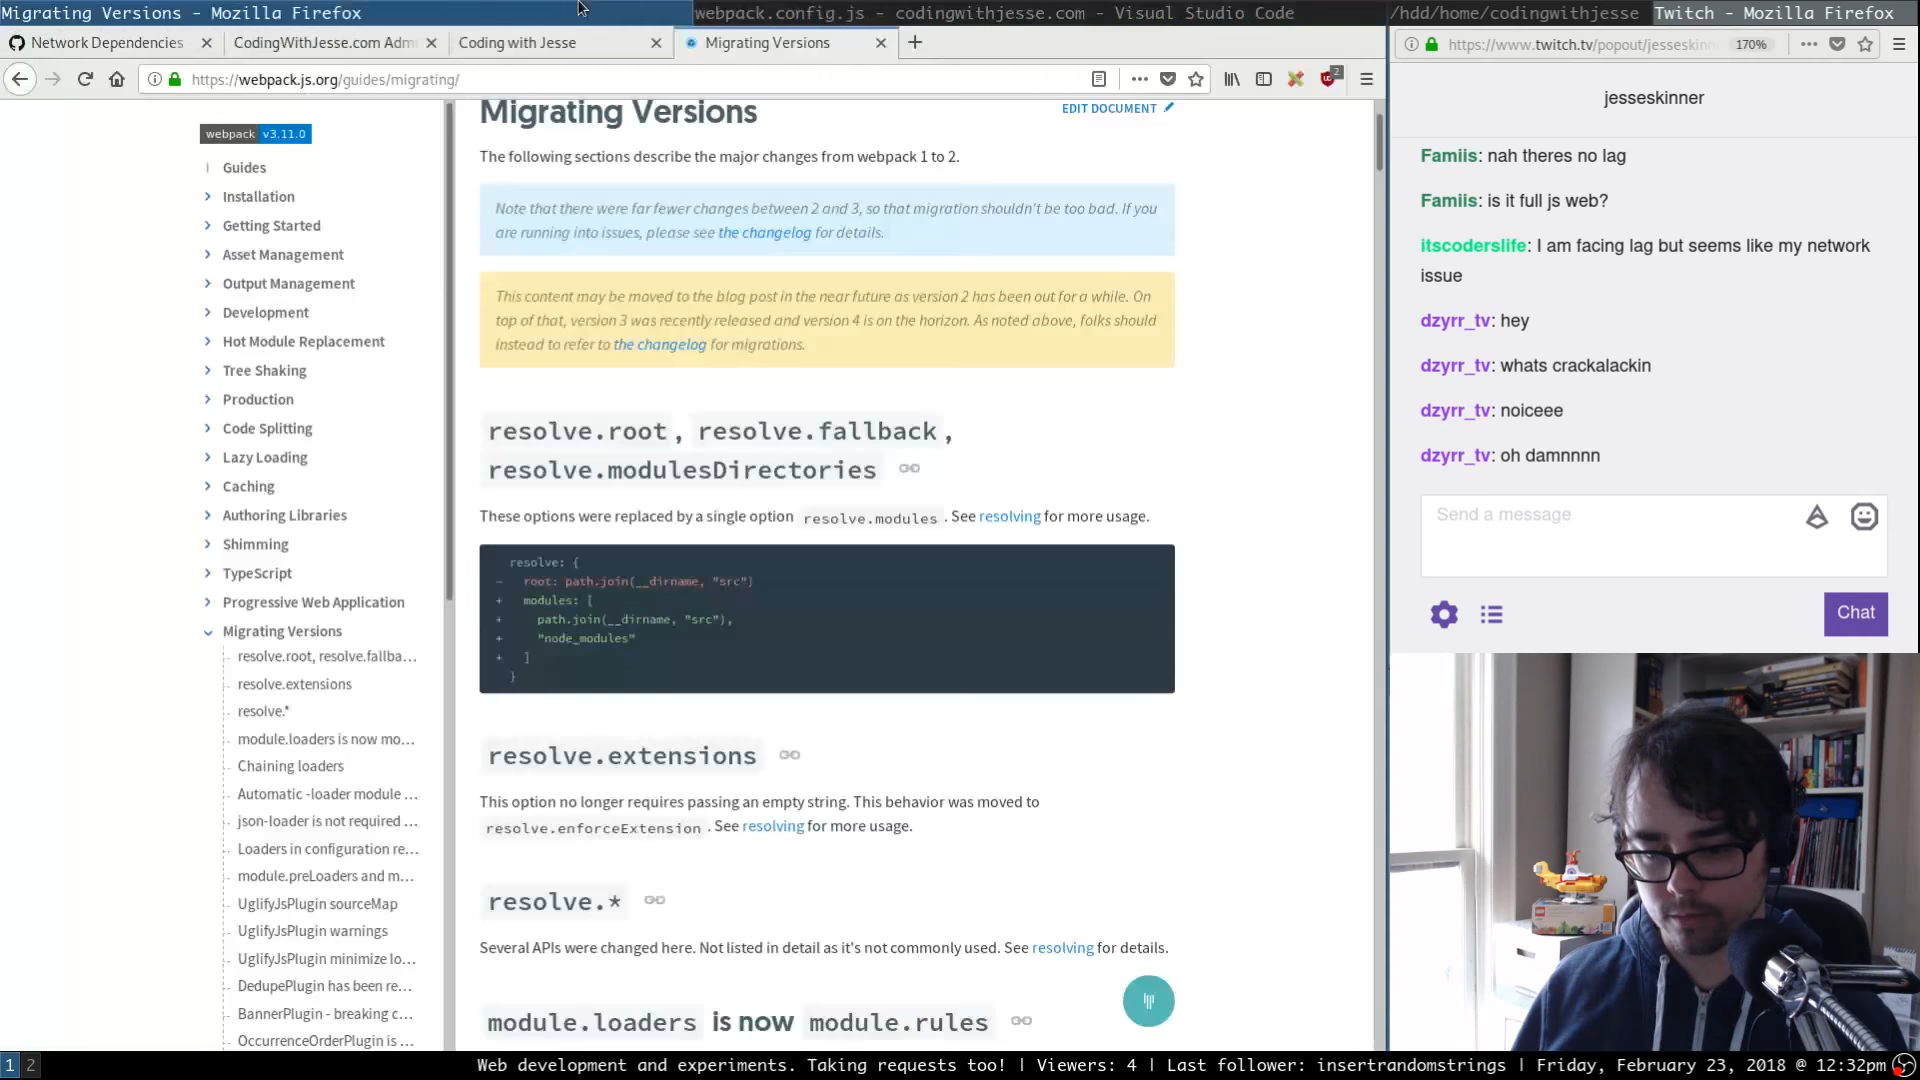 Migrating Versions - Mozilla Firefox
webpack.config.js - codingwithjesse.com - Visual Studio Code
/hdd/home/codingwithjesse
Twitch - Mozilla Firefox
Network Dependencies
CodingWithJesse.com Adm
Coding with Jesse
Migrating Versions
https://webpack.js.org/guides/migrating/
2
https://www.twitch.tv/popout/jesseskinn
170%
webpack v3.11.0
Guides
Installation
Getting Started
Asset Management
Output Management
Development
Hot Module Replacement
Tree Shaking
Production
Code Splitting
Lazy Loading
Caching
Authoring Libraries
Shimming
TypeScript
Progressive Web Application
Migrating Versions
resolve.root, resolve.fallba...
resolve.extensions
resolve.*
module.loaders is now mo...
Chaining loaders
Automatic -loader module ...
json-loader is not required ...
Loaders in configuration re...
module.preLoaders and m...
UglifyJsPlugin sourceMap
UglifyJsPlugin warnings
UglifyJsPlugin minimize lo...
DedupePlugin has been re...
BannerPlugin - breaking c...
OccurrenceOrderPlugin is ...
Migrating Versions
EDIT DOCUMENT
The following sections describe the major changes from webpack 1 to 2.
Note that there were far fewer changes between 2 and 3, so that migration shouldn't be too bad. If you
are running into issues, please see the changelog for details.
This content may be moved to the blog post in the near future as version 2 has been out for a while. On
top of that, version 3 was recently released and version 4 is on the horizon. As noted above, folks should
instead to refer to the changelog for migrations.
resolve.root, resolve.fallback,
resolve.modulesDirectories
These options were replaced by a single option resolve.modules. See resolving for more usage.
resolve: {
- root: path.join(__dirname, "src")
+ modules: [
+ path.join(__dirname, "src"),
+ "node_modules"
+ ]
}
resolve.extensions
This option no longer requires passing an empty string. This behavior was moved to
resolve.enforceExtension. See resolving for more usage.
resolve.*
Several APIs were changed here. Not listed in detail as it's not commonly used. See resolving for details.
module.loaders is now module.rules
jesseskinner
Famiis: nah theres no lag
Famiis: is it full js web?
itscoderslife: I am facing lag but seems like my network
issue
dzyrr_tv: hey
dzyrr_tv: whats crackalackin
dzyrr_tv: noiceee
dzyrr_tv: oh damnnnn
Send a message
Chat
1 2
Web development and experiments. Taking requests too! | Viewers: 4 | Last follower: insertrandomstrings | Friday, February 23, 2018 @ 12:32pm